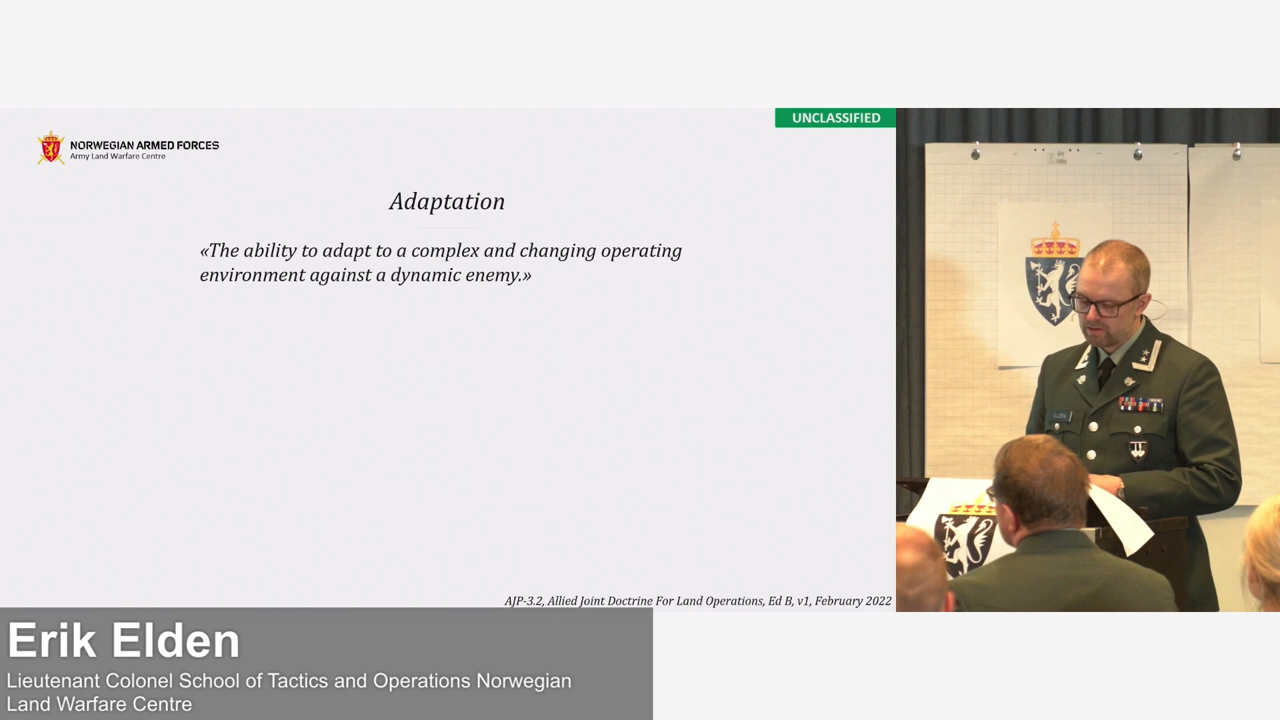 UNCLASSIFIED
NORWEGIAN ARMED FORCES
Army Land Warfare Centre
Adaptation
«The ability to adapt to a complex and changing operating
environment against a dynamic enemy.»
AJP-3.2, Allied Joint Doctrine For Land Operations, Ed B, v1, February 2022
Erik Elden
Lieutenant Colonel School of Tactics and Operations Norwegian
Land Warfare Centre